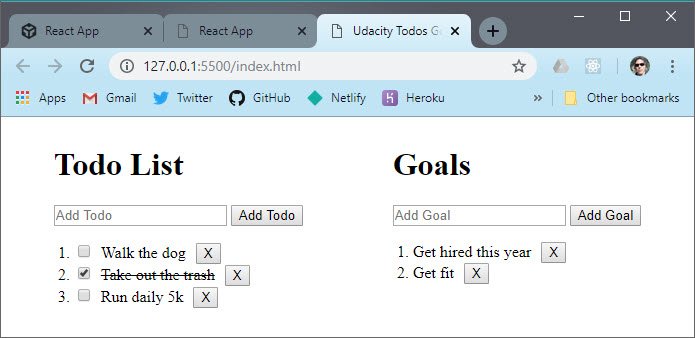 React App
React App
Udacity Todos Go
127.0.0.1:5500/index.html
Apps
Gmail
Twitter
GitHub
Netlify
Heroku
»
Other bookmarks
Todo List
Add Todo
Add Todo
1. Walk the dog X
2. Take out the trash X
3. Run daily 5k X
Goals
Add Goal
Add Goal
1. Get hired this year X
2. Get fit X